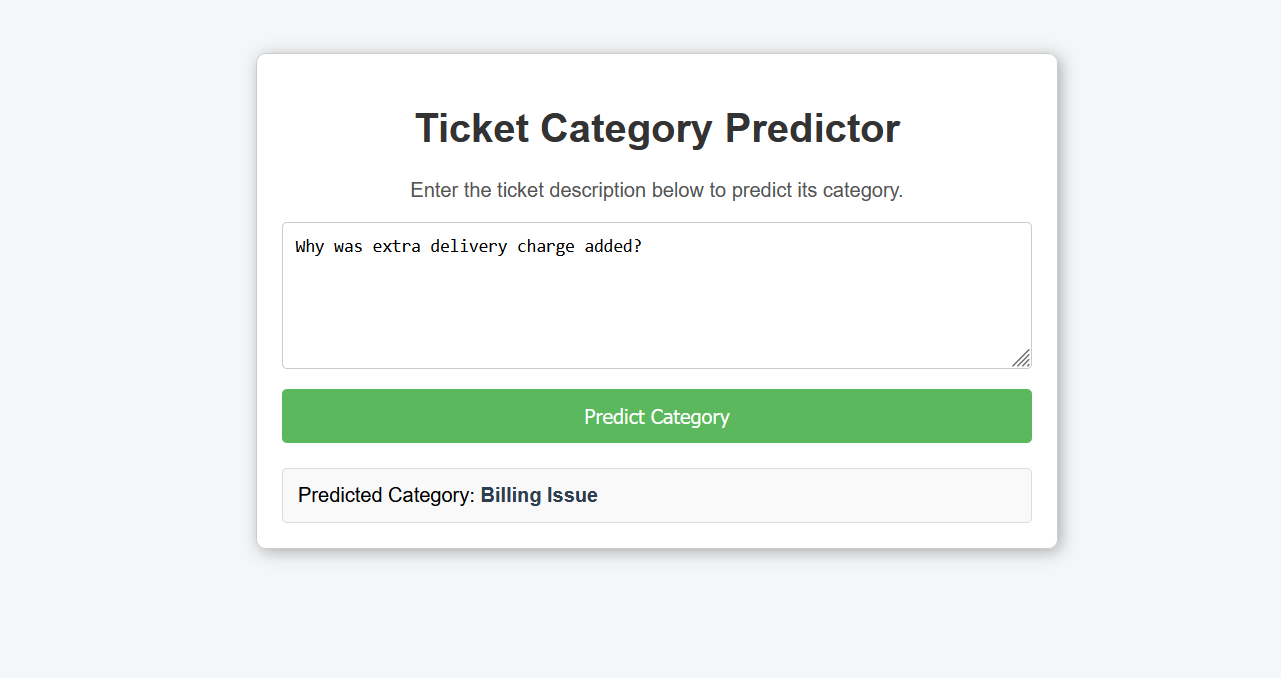 Ticket Category Predictor
Enter the ticket description below to predict its category.
Why was extra delivery charge added?
Predict Category
Predicted Category: Billing Issue